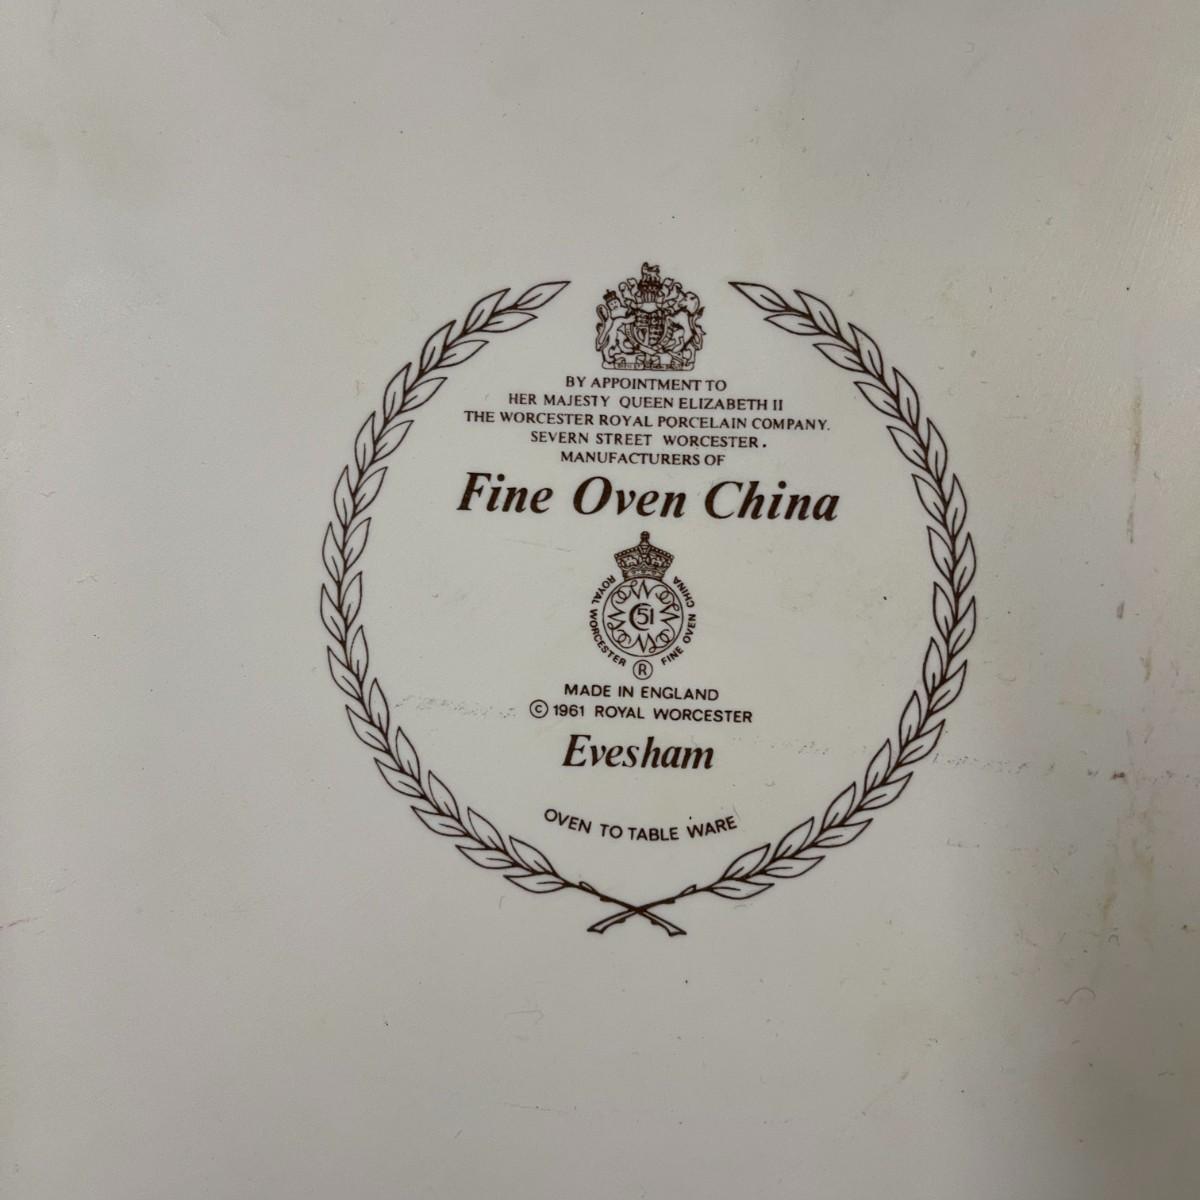 BY APPOINTMENT TO
HER MAJESTY QUEEN ELIZABETH II
THE WORCESTER ROYAL PORCELAIN COMPANY.
SEVERN STREET WORCESTER.
MANUFACTURERS OF
Fine Oven China
ROYAL WORCESTER FINE OVEN CHINA
51
®
MADE IN ENGLAND
© 1961 ROYAL WORCESTER
Evesham
OVEN TO TABLE WARE